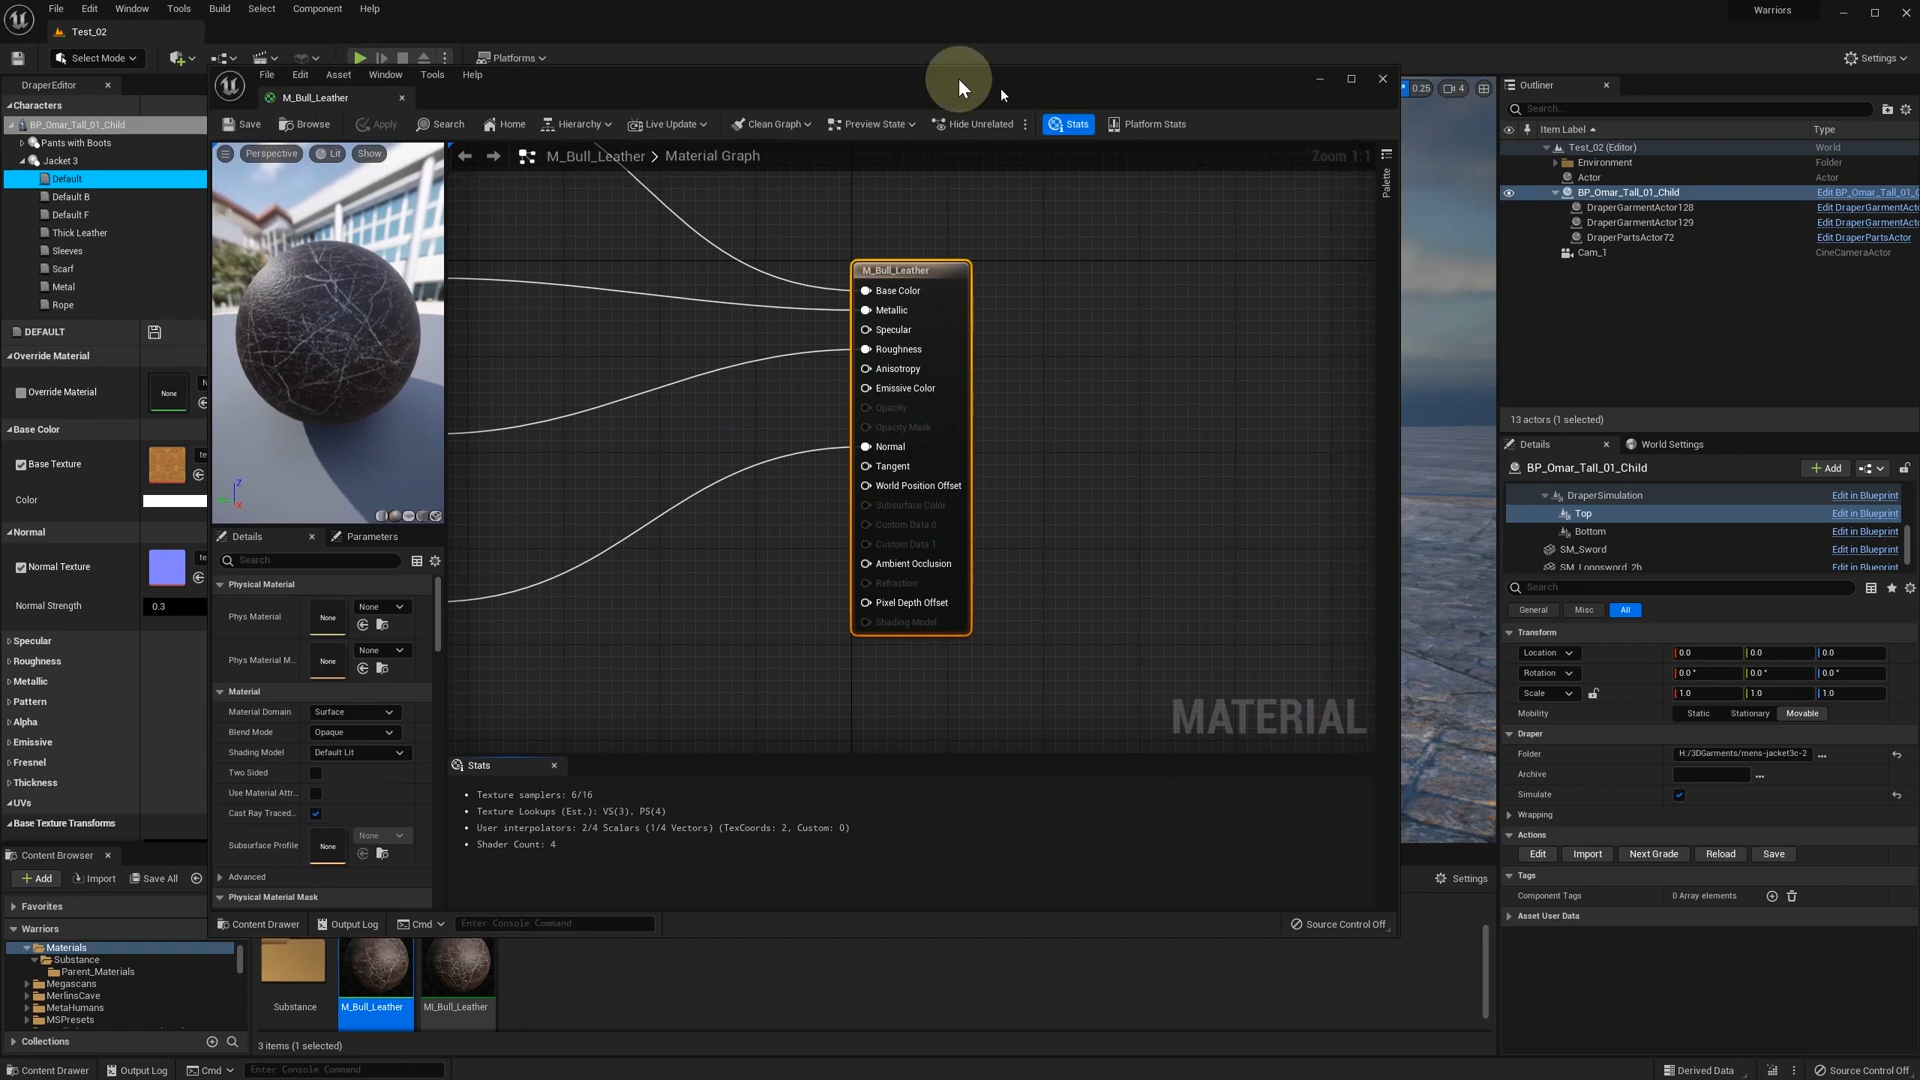 File Edit Window Tools Build Select Component Help
Warriors
Test_02
Select Mode
Platforms
Settings
DraperEditor
Characters
BP_Omar_Tall_01_Child
Pants with Boots
Jacket 3
Default
Default B
Default F
Thick Leather
Sleeves
Scarf
Metal
Rope
DEFAULT
Override Material
Override Material
None
Base Color
Base Texture
Color
Normal
Normal Texture
Normal Strength
0.3
Specular
Roughness
Metallic
Pattern
Alpha
Emissive
Fresnel
Thickness
UVs
Base Texture Transforms
File Edit Asset Window Tools Help
M_Bull_Leather
Save
Browse
Apply
Search
Home
Hierarchy
Live Update
Clean Graph
Preview State
Hide Unrelated
Stats
Platform Stats
Perspective
Lit
Show
Z
X
M_Bull_Leather > Material Graph
Zoom 1:1
Palette
M_Bull_Leather
Base Color
Metallic
Specular
Roughness
Anisotropy
Emissive Color
Opacity
Opacity Mask
Normal
Tangent
World Position Offset
Subsurface Color
Custom Data 0
Custom Data 1
Ambient Occlusion
Refraction
Pixel Depth Offset
Shading Model
MATERIAL
Details
Parameters
Search
Physical Material
Phys Material
None
None
Phys Material M...
None
None
Material
Material Domain
Surface
Blend Mode
Opaque
Shading Model
Default Lit
Two Sided
Use Material Attr...
Cast Ray Traced...
Subsurface Profile
None
None
Advanced
Physical Material Mask
Stats
Texture samplers: 6/16
Texture Lookups (Est.): VS(3), PS(4)
User interpolators: 2/4 Scalars (1/4 Vectors) (TexCoords: 2, Custom: 0)
Shader Count: 4
Content Drawer
Output Log
Cmd
Enter Console Command
Source Control Off
0.25
4
Outliner
Search...
Item Label
Type
Test_02 (Editor)
World
Environment
Folder
Actor
Actor
BP_Omar_Tall_01_Child
Edit BP_Omar_Tall_01_C
DraperGarmentActor128
Edit DraperGarmentActo
DraperGarmentActor129
Edit DraperGarmentActo
DraperPartsActor72
Edit DraperPartsActor
Cam_1
CineCameraActor
13 actors (1 selected)
Details
World Settings
BP_Omar_Tall_01_Child
Add
DraperSimulation
Edit in Blueprint
Top
Edit in Blueprint
Bottom
Edit in Blueprint
SM_Sword
Edit in Blueprint
SM_Longsword_2h
Edit in Blueprint
Search
General
Misc
All
Transform
Location
0.0 0.0 0.0
Rotation
0.0 ° 0.0 ° 0.0 °
Scale
1.0 1.0 1.0
Mobility
Static
Stationary
Movable
Draper
Folder
H:/3DGarments/mens-jacket3c-2
...
Archive
...
Simulate
Wrapping
Actions
Edit
Import
Next Grade
Reload
Save
Tags
Component Tags
0 Array elements
Asset User Data
Content Browser
Add
Import
Save All
Settings
Favorites
Warriors
Materials
Substance
Parent_Materials
Megascans
MerlinsCave
MetaHumans
MSPresets
Collections
Substance
M_Bull_Leather
MI_Bull_Leather
3 items (1 selected)
Content Drawer
Output Log
Cmd
Enter Console Command
Derived Data
Source Control Off